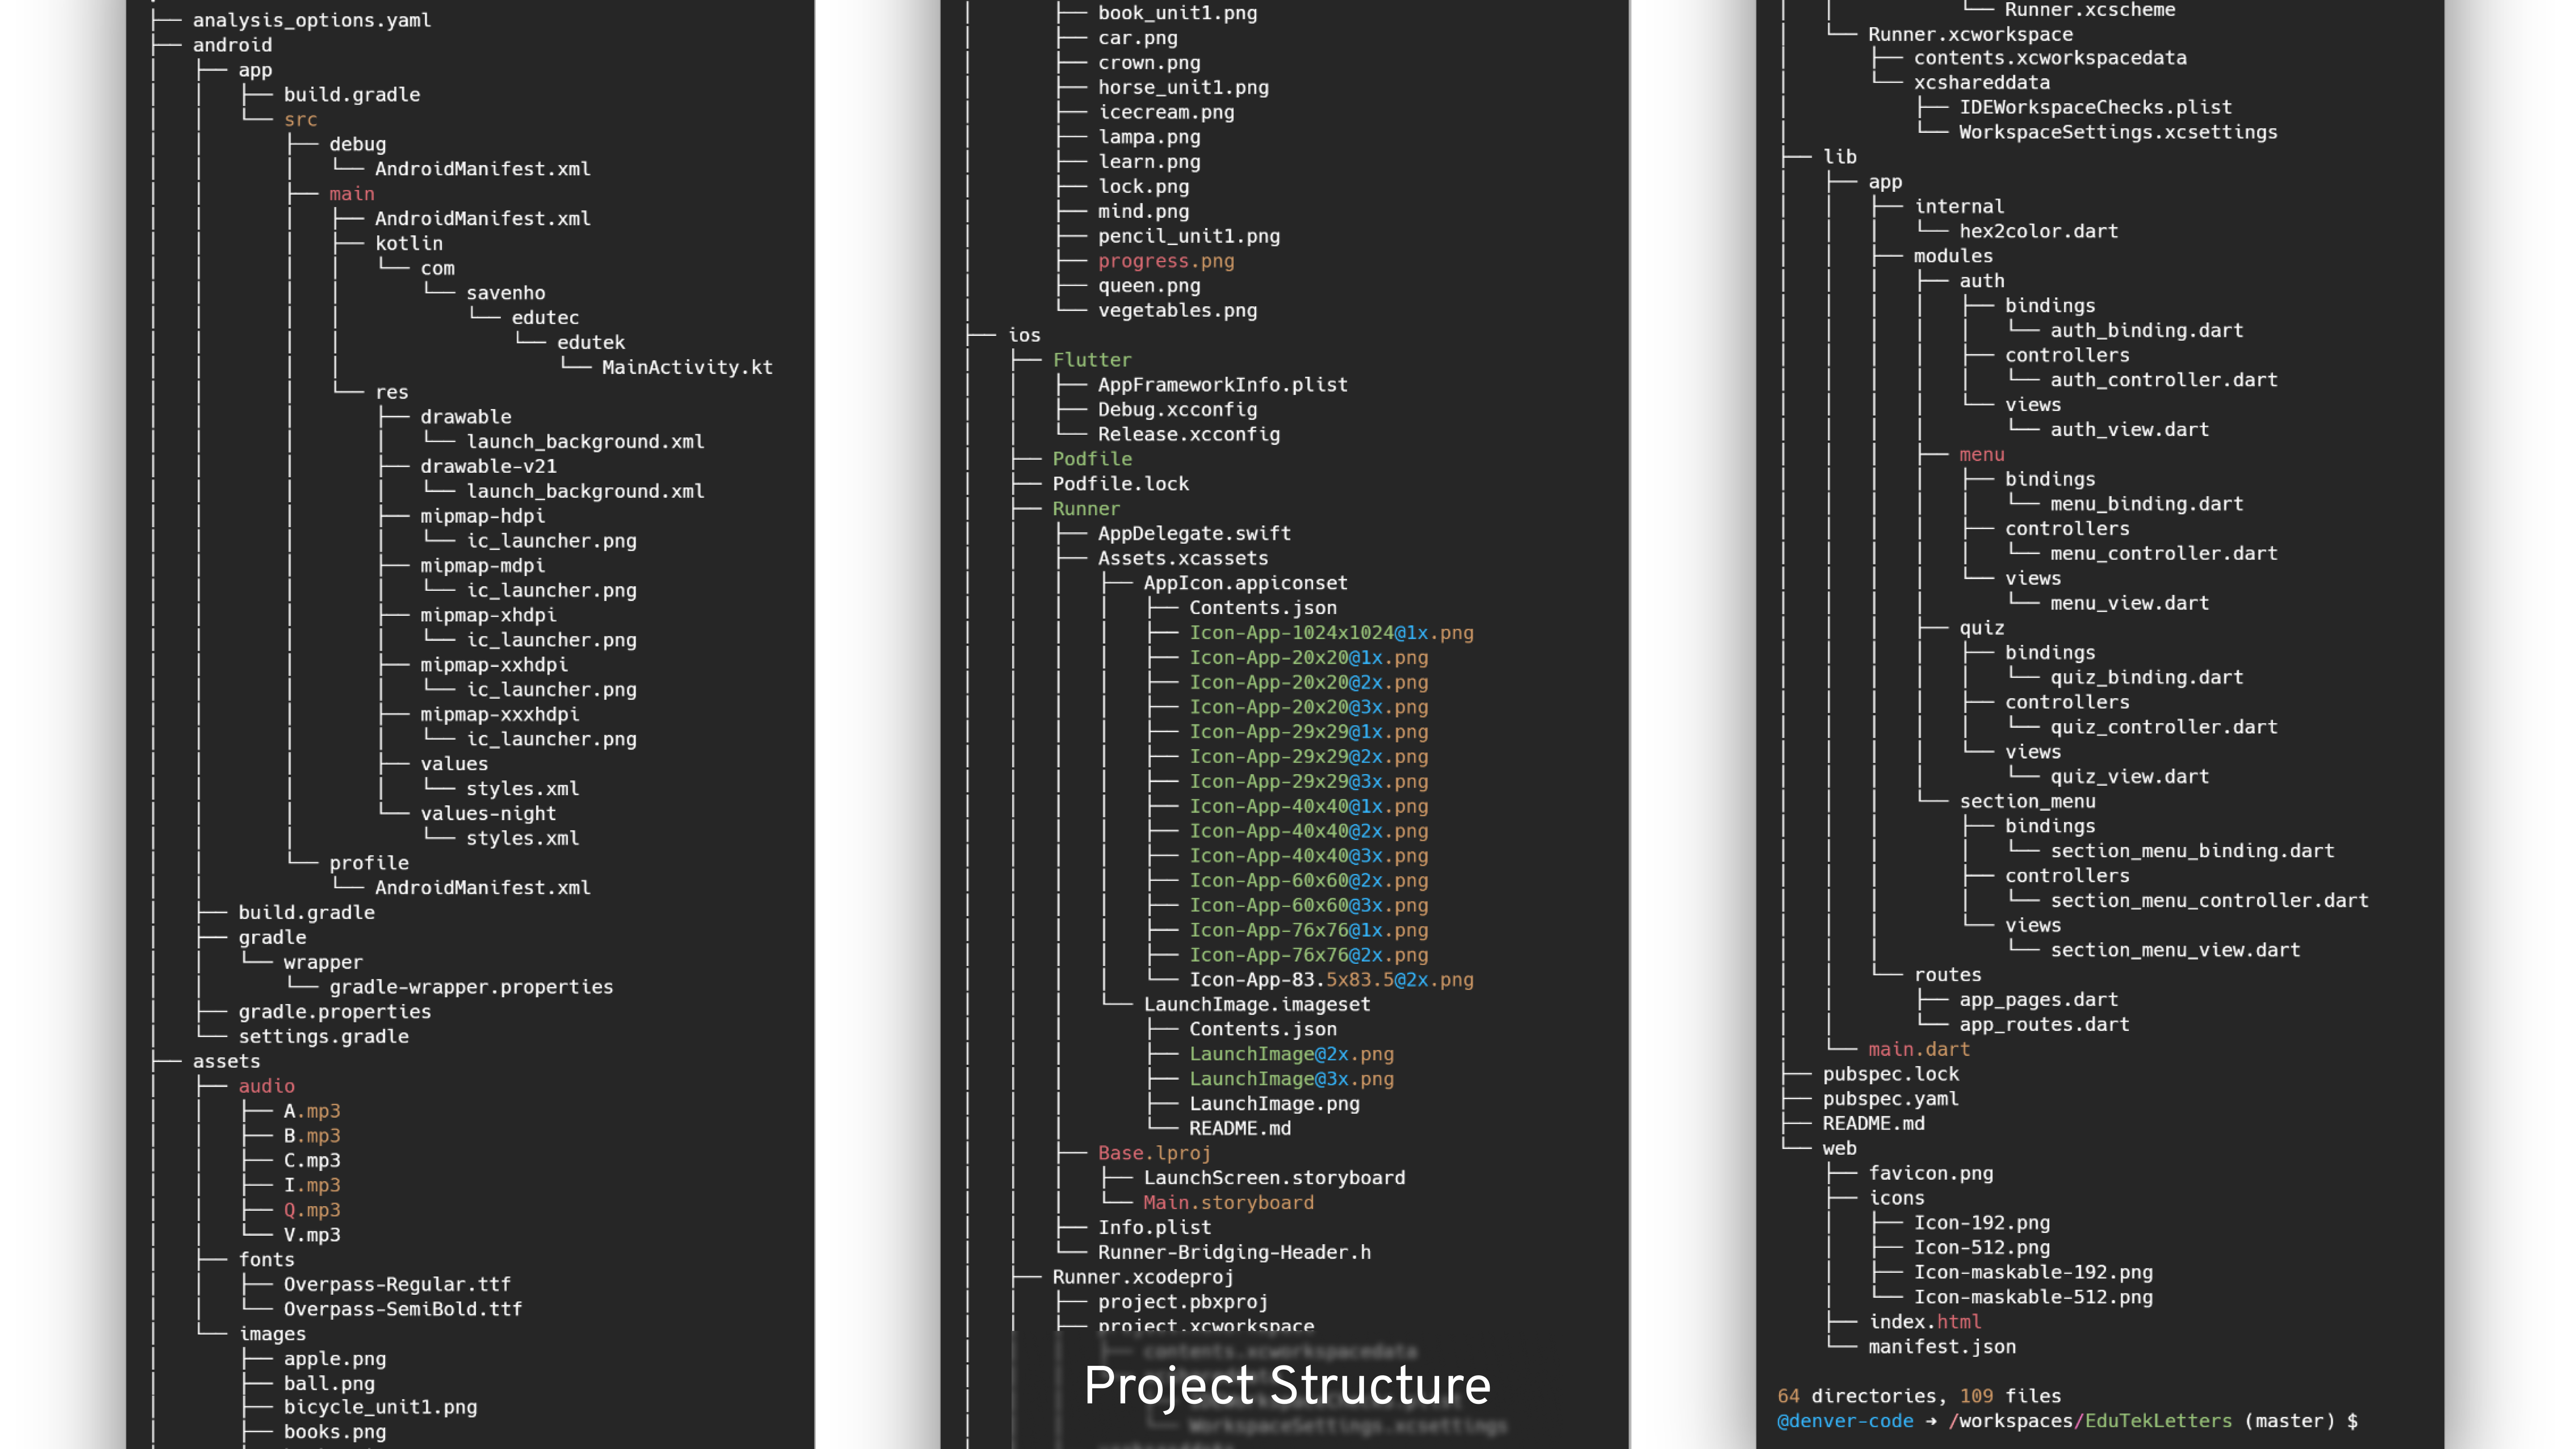 ├── analysis_options.yaml
├── android
│   ├── app
│   │   ├── build.gradle
│   │   └── src
│   │       ├── debug
│   │       │   └── AndroidManifest.xml
│   │       ├── main
│   │       │   ├── AndroidManifest.xml
│   │       │   ├── kotlin
│   │       │   │   └── com
│   │       │   │       └── savenho
│   │       │   │           └── edutec
│   │       │   │               └── edutek
│   │       │   │                   └── MainActivity.kt
│   │       │   └── res
│   │       │       ├── drawable
│   │       │       │   └── launch_background.xml
│   │       │       ├── drawable-v21
│   │       │       │   └── launch_background.xml
│   │       │       ├── mipmap-hdpi
│   │       │       │   └── ic_launcher.png
│   │       │       ├── mipmap-mdpi
│   │       │       │   └── ic_launcher.png
│   │       │       ├── mipmap-xhdpi
│   │       │       │   └── ic_launcher.png
│   │       │       ├── mipmap-xxhdpi
│   │       │       │   └── ic_launcher.png
│   │       │       ├── mipmap-xxxhdpi
│   │       │       │   └── ic_launcher.png
│   │       │       ├── values
│   │       │       │   └── styles.xml
│   │       │       └── values-night
│   │       │           └── styles.xml
│   │       └── profile
│   │           └── AndroidManifest.xml
│   ├── build.gradle
│   ├── gradle
│   │   └── wrapper
│   │       └── gradle-wrapper.properties
│   ├── gradle.properties
│   └── settings.gradle
├── assets
│   ├── audio
│   │   ├── A.mp3
│   │   ├── B.mp3
│   │   ├── C.mp3
│   │   ├── I.mp3
│   │   ├── Q.mp3
│   │   └── V.mp3
│   ├── fonts
│   │   ├── Overpass-Regular.ttf
│   │   └── Overpass-SemiBold.ttf
│   └── images
│       ├── apple.png
│       ├── ball.png
│       ├── bicycle_unit1.png
│       ├── books.png
│       ├── book_unit1.png
│       ├── car.png
│       ├── crown.png
│       ├── horse_unit1.png
│       ├── icecream.png
│       ├── lampa.png
│       ├── learn.png
│       ├── lock.png
│       ├── mind.png
│       ├── pencil_unit1.png
│       ├── progress.png
│       ├── queen.png
│       └── vegetables.png
├── ios
│   ├── Flutter
│   │   ├── AppFrameworkInfo.plist
│   │   ├── Debug.xcconfig
│   │   └── Release.xcconfig
│   ├── Podfile
│   ├── Podfile.lock
│   ├── Runner
│   │   ├── AppDelegate.swift
│   │   ├── Assets.xcassets
│   │   │   ├── AppIcon.appiconset
│   │   │   │   ├── Contents.json
│   │   │   │   ├── Icon-App-1024x1024@1x.png
│   │   │   │   ├── Icon-App-20x20@1x.png
│   │   │   │   ├── Icon-App-20x20@2x.png
│   │   │   │   ├── Icon-App-20x20@3x.png
│   │   │   │   ├── Icon-App-29x29@1x.png
│   │   │   │   ├── Icon-App-29x29@2x.png
│   │   │   │   ├── Icon-App-29x29@3x.png
│   │   │   │   ├── Icon-App-40x40@1x.png
│   │   │   │   ├── Icon-App-40x40@2x.png
│   │   │   │   ├── Icon-App-40x40@3x.png
│   │   │   │   ├── Icon-App-60x60@2x.png
│   │   │   │   ├── Icon-App-60x60@3x.png
│   │   │   │   ├── Icon-App-76x76@1x.png
│   │   │   │   ├── Icon-App-76x76@2x.png
│   │   │   │   └── Icon-App-83.5x83.5@2x.png
│   │   │   └── LaunchImage.imageset
│   │   │       ├── Contents.json
│   │   │       ├── LaunchImage@2x.png
│   │   │       ├── LaunchImage@3x.png
│   │   │       ├── LaunchImage.png
│   │   │       └── README.md
│   │   ├── Base.lproj
│   │   │   ├── LaunchScreen.storyboard
│   │   │   └── Main.storyboard
│   │   ├── Info.plist
│   │   └── Runner-Bridging-Header.h
│   ├── Runner.xcodeproj
│   │   ├── project.pbxproj
│   │   ├── project.xcworkspace
│   │   │   ├── contents.xcworkspacedata
Project Structure
└── WorkspaceSettings.xcsettings
│   │           └── Runner.xcscheme
│   └── Runner.xcworkspace
│       ├── contents.xcworkspacedata
│       └── xcshareddata
│           ├── IDEWorkspaceChecks.plist
│           └── WorkspaceSettings.xcsettings
├── lib
│   ├── app
│   │   ├── internal
│   │   │   └── hex2color.dart
│   │   ├── modules
│   │   │   ├── auth
│   │   │   │   ├── bindings
│   │   │   │   │   └── auth_binding.dart
│   │   │   │   ├── controllers
│   │   │   │   │   └── auth_controller.dart
│   │   │   │   └── views
│   │   │   │       └── auth_view.dart
│   │   │   ├── menu
│   │   │   │   ├── bindings
│   │   │   │   │   └── menu_binding.dart
│   │   │   │   ├── controllers
│   │   │   │   │   └── menu_controller.dart
│   │   │   │   └── views
│   │   │   │       └── menu_view.dart
│   │   │   ├── quiz
│   │   │   │   ├── bindings
│   │   │   │   │   └── quiz_binding.dart
│   │   │   │   ├── controllers
│   │   │   │   │   └── quiz_controller.dart
│   │   │   │   └── views
│   │   │   │       └── quiz_view.dart
│   │   │   └── section_menu
│   │   │       ├── bindings
│   │   │       │   └── section_menu_binding.dart
│   │   │       ├── controllers
│   │   │       │   └── section_menu_controller.dart
│   │   │       └── views
│   │   │           └── section_menu_view.dart
│   │   └── routes
│   │       ├── app_pages.dart
│   │       └── app_routes.dart
│   └── main.dart
├── pubspec.lock
├── pubspec.yaml
├── README.md
└── web
    ├── favicon.png
    ├── icons
    │   ├── Icon-192.png
    │   ├── Icon-512.png
    │   ├── Icon-maskable-192.png
    │   └── Icon-maskable-512.png
    ├── index.html
    └── manifest.json
64 directories, 109 files
@denver-code ➜ /workspaces/EduTekLetters (master) $